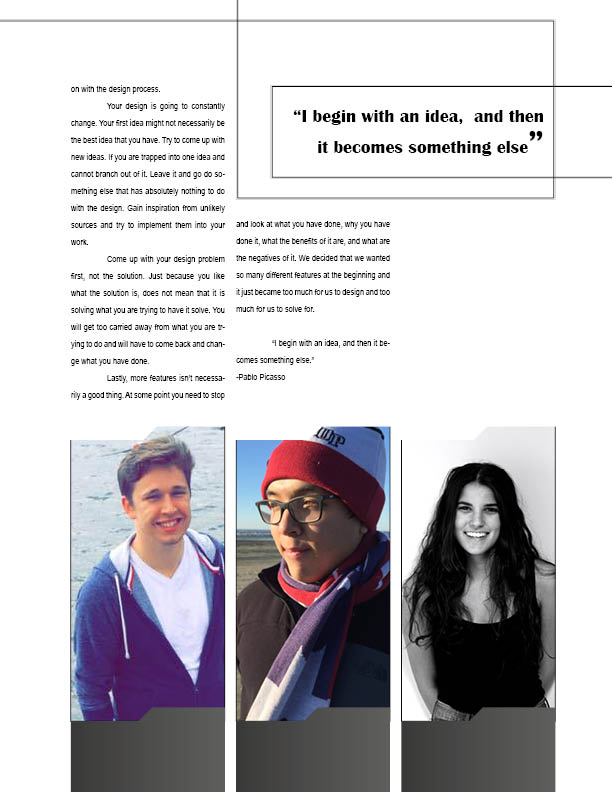 on with the design process.
Your design is going to constantly
change. Your first idea might not necessarily be
the best idea that you have. Try to come up with
new ideas. If you are trapped into one idea and
cannot branch out of it. Leave it and go do so-
mething else that has absolutely nothing to do
with the design. Gain inspiration from unlikely
sources and try to implement them into your
work.
Come up with your design problem
first, not the solution. Just because you like
what the solution is, does not mean that it is
solving what you are trying to have it solve. You
will get too carried away from what you are tr-
ying to do and will have to come back and chan-
ge what you have done.
Lastly, more features isn't necessa-
rily a good thing. At some point you need to stop
“I begin with an idea, and then
it becomes something else”
and look at what you have done, why you have
done it, what the benefits of it are, and what are
the negatives of it. We decided that we wanted
so many different features at the beginning and
it just became too much for us to design and too
much for us to solve for.
“I begin with an idea, and then it be-
comes something else.”
-Pablo Picasso